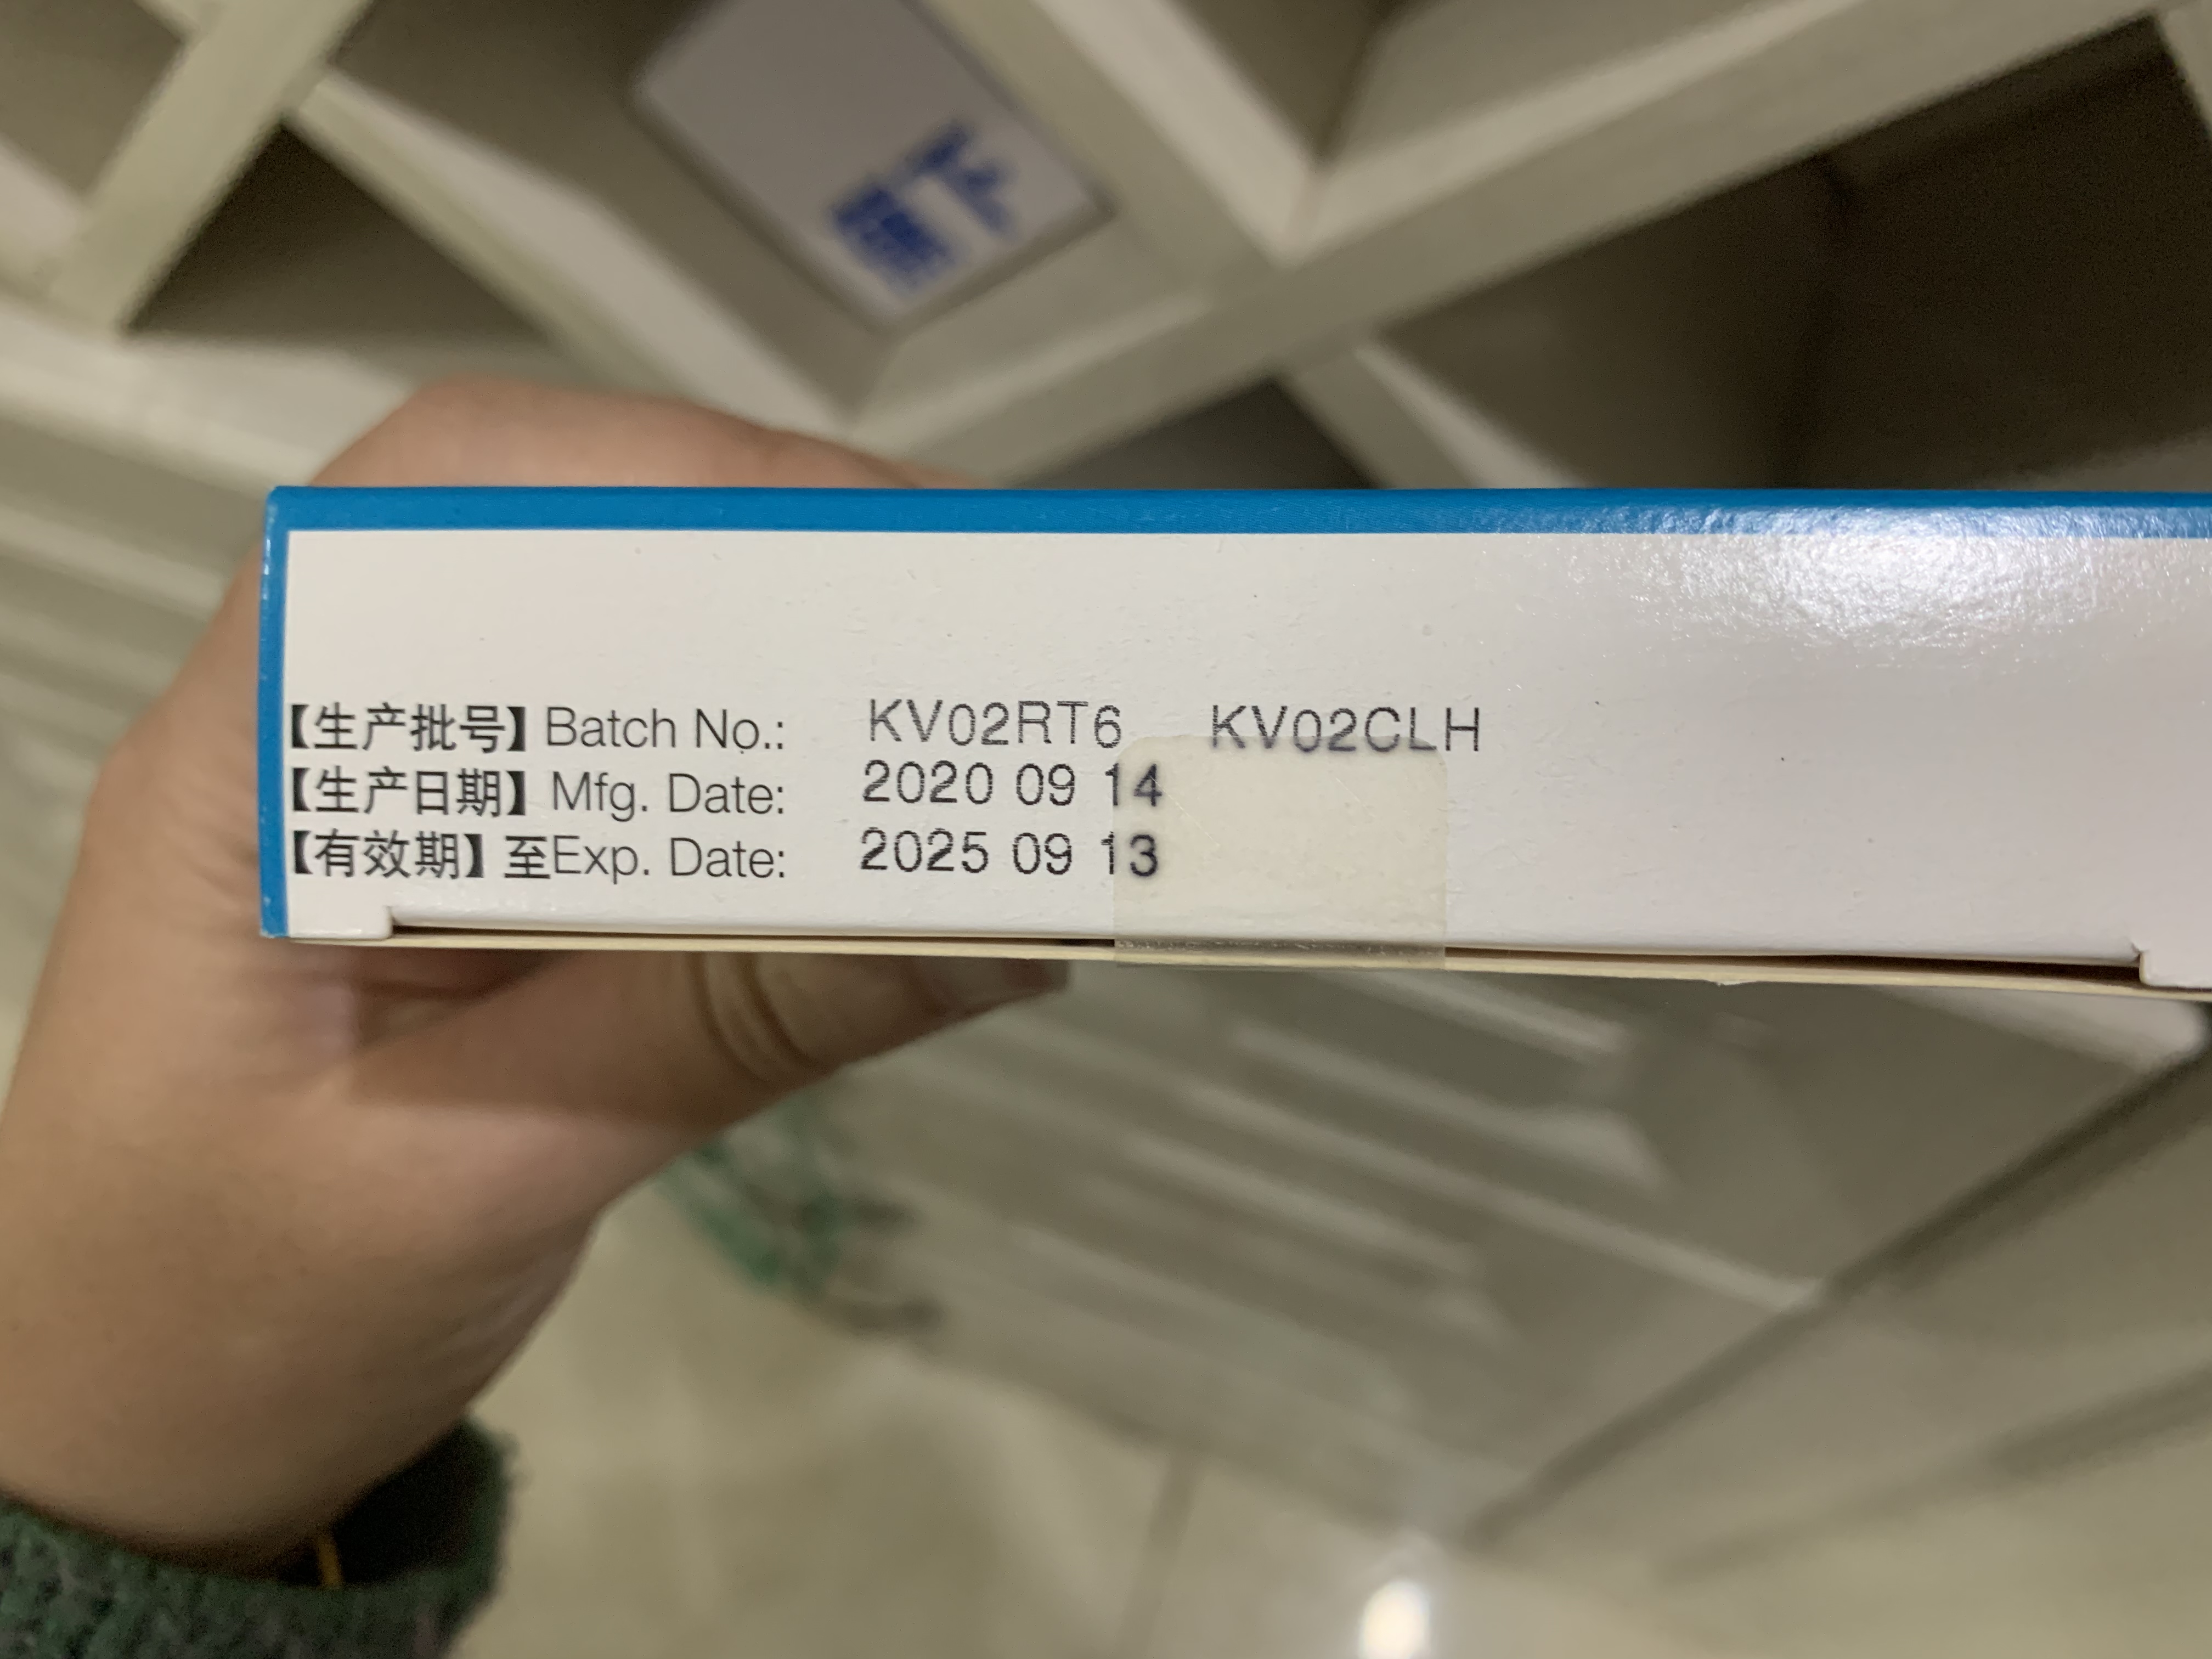 【生产批号】Batch No.: KV02RT6 KV02CLH
【生产日期】Mfg. Date: 2020 09 14
【有效期】至Exp. Date: 2025 09 13